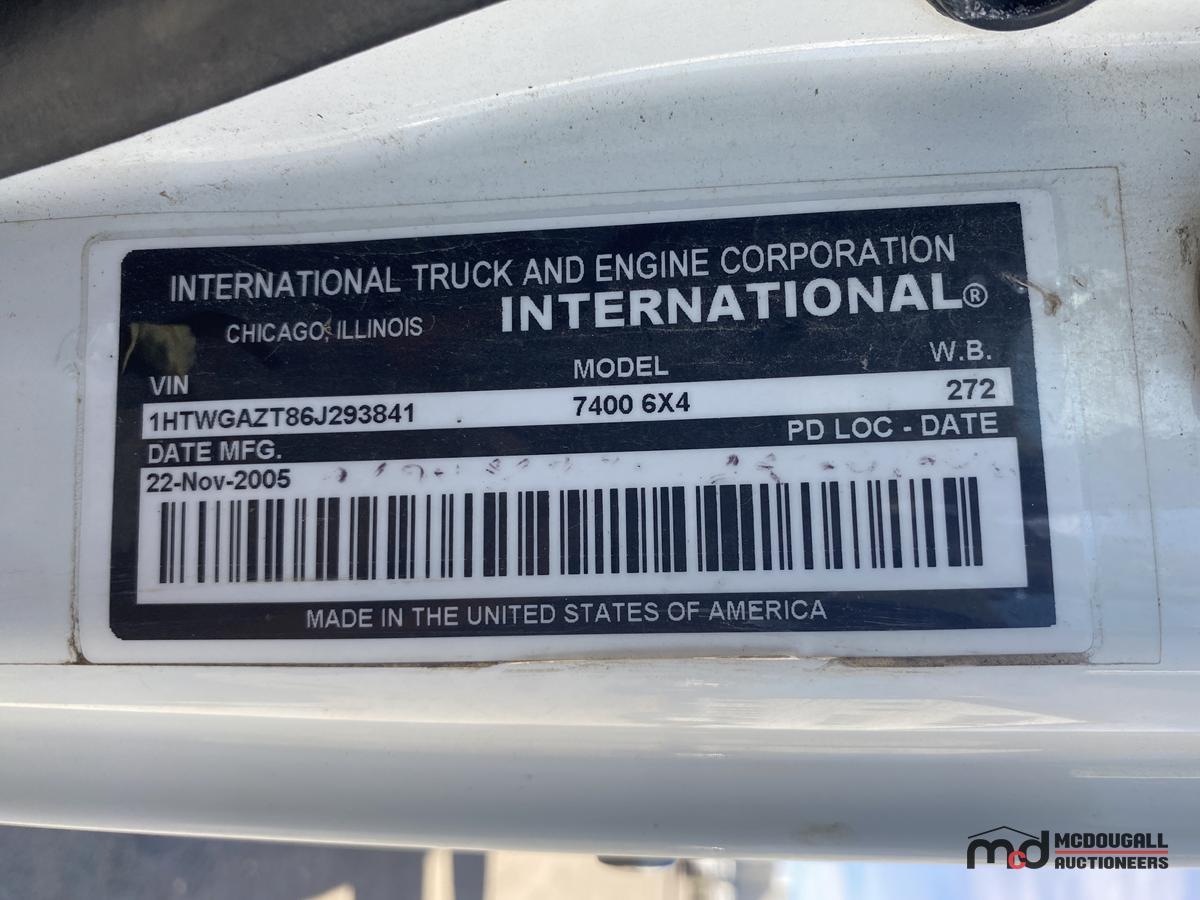 INTERNATIONAL TRUCK AND ENGINE CORPORATION
CHICAGO, ILLINOIS
INTERNATIONAL®
VIN MODEL W.B.
1HTWGAZT86J293841 7400 6X4 272
DATE MFG. PD LOC - DATE
22-Nov-2005
MADE IN THE UNITED STATES OF AMERICA
mcd MCDOUGALL
AUCTIONEERS